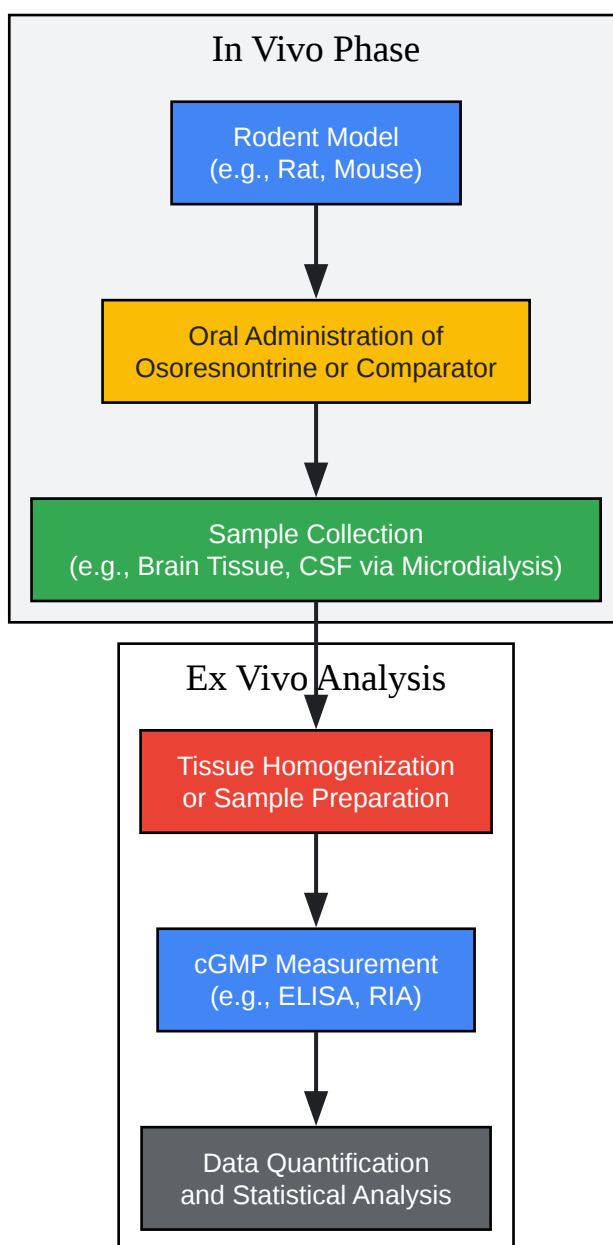 In Vivo Phase
Rodent Model
(e.g., Rat, Mouse)
Oral Administration of
Osoresnontrine or Comparator
Sample Collection
(e.g., Brain Tissue, CSF via Microdialysis)
Ex Vivo Analysis
Tissue Homogenization
or Sample Preparation
cGMP Measurement
(e.g., ELISA, RIA)
Data Quantification
and Statistical Analysis